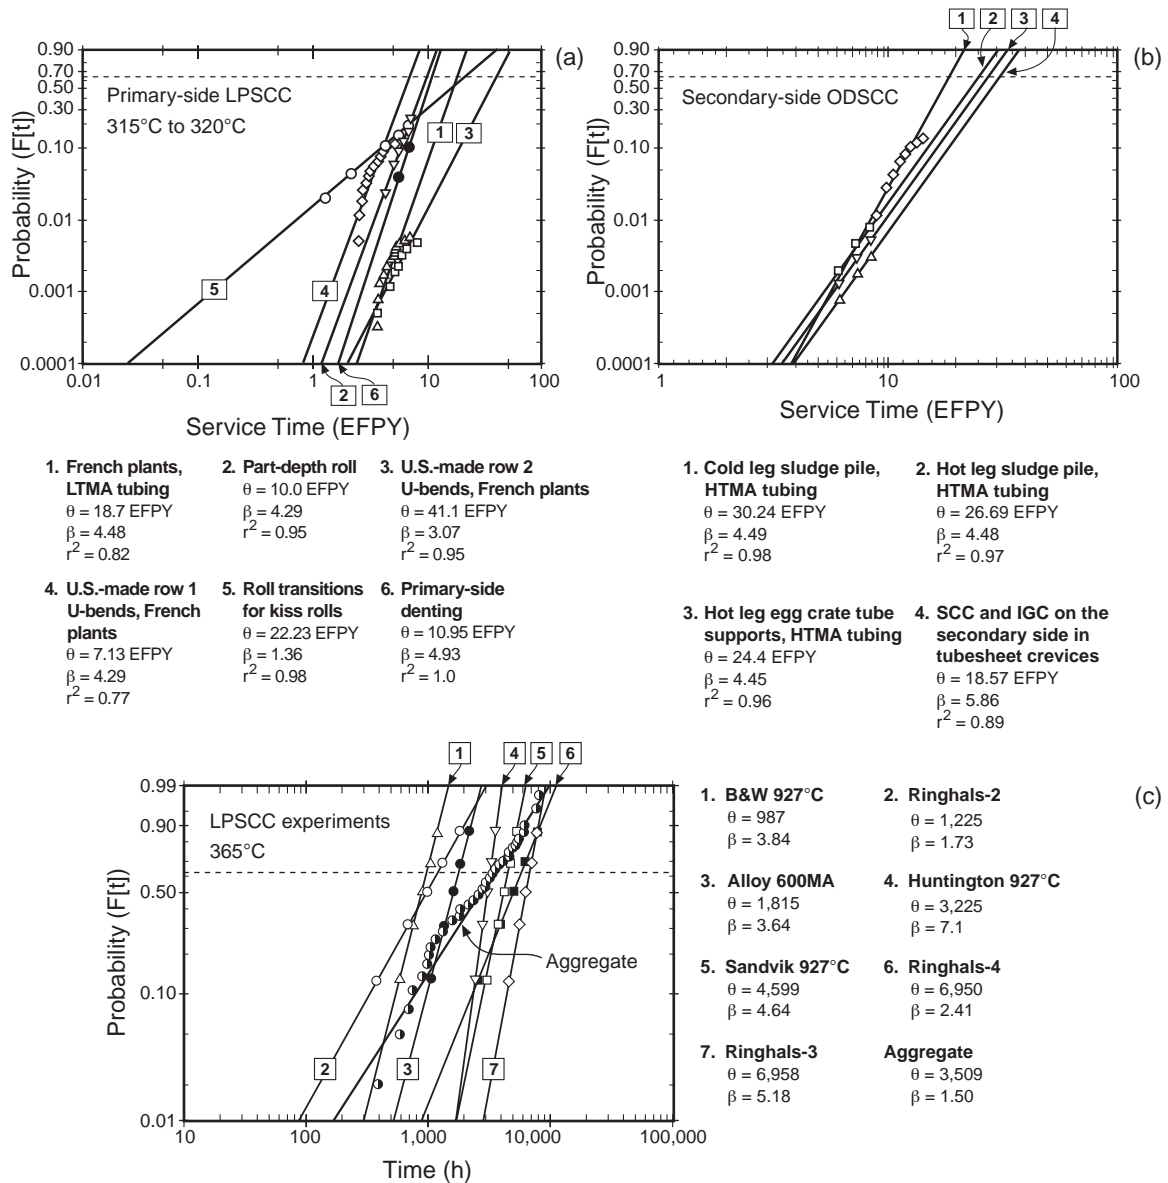 (a)
Probability (F[t])
0.90
0.70
0.50
0.30
0.10
0.01
0.001
0.0001
Primary-side LPSCC
315°C to 320°C
1
3
5
4
2
6
0.01 0.1 1 10 100
Service Time (EFPY)
1 2 3 4
(b)
Probability (F[t])
0.90
0.70
0.50
0.30
0.10
0.01
0.001
0.0001
Secondary-side ODSCC
1 10 100
Service Time (EFPY)
1. French plants,
LTMA tubing
θ = 18.7 EFPY
β = 4.48
r² = 0.82
2. Part-depth roll
θ = 10.0 EFPY
β = 4.29
r² = 0.95
3. U.S.-made row 2
U-bends, French plants
θ = 41.1 EFPY
β = 3.07
r² = 0.95
4. U.S.-made row 1
U-bends, French
plants
θ = 7.13 EFPY
β = 4.29
r² = 0.77
5. Roll transitions
for kiss rolls
θ = 22.23 EFPY
β = 1.36
r² = 0.98
6. Primary-side
denting
θ = 10.95 EFPY
β = 4.93
r² = 1.0
1. Cold leg sludge pile,
HTMA tubing
θ = 30.24 EFPY
β = 4.49
r² = 0.98
2. Hot leg sludge pile,
HTMA tubing
θ = 26.69 EFPY
β = 4.48
r² = 0.97
3. Hot leg egg crate tube
supports, HTMA tubing
θ = 24.4 EFPY
β = 4.45
r² = 0.96
4. SCC and IGC on the
secondary side in
tubesheet crevices
θ = 18.57 EFPY
β = 5.86
r² = 0.89
1 4 5 6
Probability (F[t])
0.99
0.90
0.50
0.10
0.01
LPSCC experiments
365°C
Aggregate
2 3 7
10 100 1,000 10,000 100,000
Time (h)
(c)
1. B&W 927°C
θ = 987
β = 3.84
2. Ringhals-2
θ = 1,225
β = 1.73
3. Alloy 600MA
θ = 1,815
β = 3.64
4. Huntington 927°C
θ = 3,225
β = 7.1
5. Sandvik 927°C
θ = 4,599
β = 4.64
6. Ringhals-4
θ = 6,950
β = 2.41
7. Ringhals-3
θ = 6,958
β = 5.18
Aggregate
θ = 3,509
β = 1.50